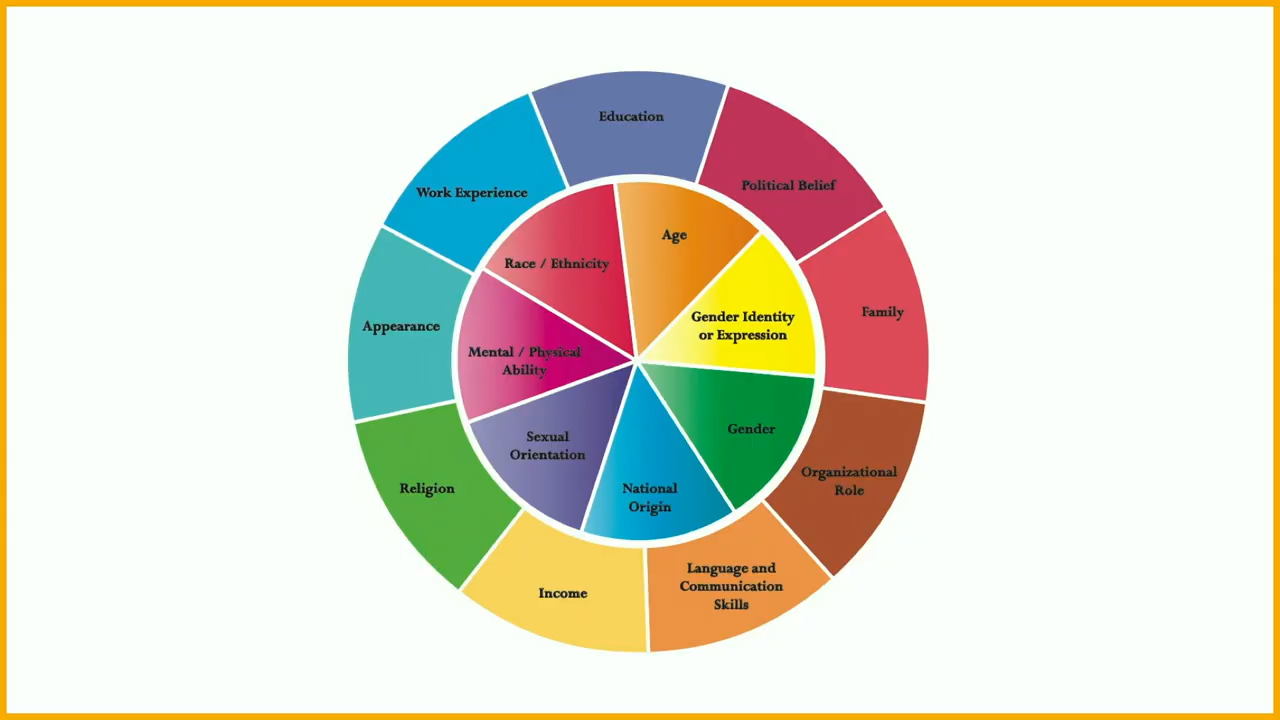 Education
Political Belief
Family
Organizational
Role
Language and
Communication
Skills
Income
Religion
Appearance
Work Experience
Age
Gender Identity
or Expression
Gender
National
Origin
Sexual
Orientation
Mental / Physical
Ability
Race / Ethnicity